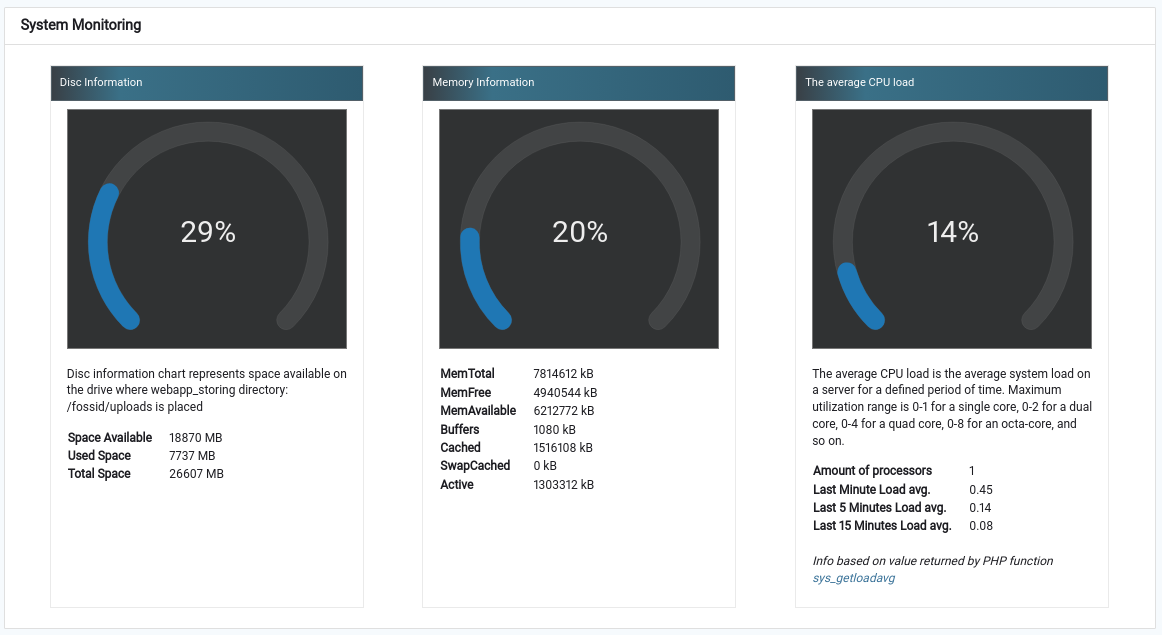 System Monitoring
Disc Information
29%
Disc information chart represents space available on
the drive where webapp_storing directory:
/fossid/uploads is placed
Space Available 18870 MB
Used Space 7737 MB
Total Space 26607 MB
Memory Information
20%
MemTotal 7814612 kB
MemFree 4940544 kB
MemAvailable 6212772 kB
Buffers 1080 kB
Cached 1516108 kB
SwapCached 0 kB
Active 1303312 kB
The average CPU load
14%
The average CPU load is the average system load on
a server for a defined period of time. Maximum
utilization range is 0-1 for a single core, 0-2 for a dual
core, 0-4 for a quad core, 0-8 for an octa-core, and
so on.
Amount of processors 1
Last Minute Load avg. 0.45
Last 5 Minutes Load avg. 0.14
Last 15 Minutes Load avg. 0.08
Info based on value returned by PHP function
sys_getloadavg